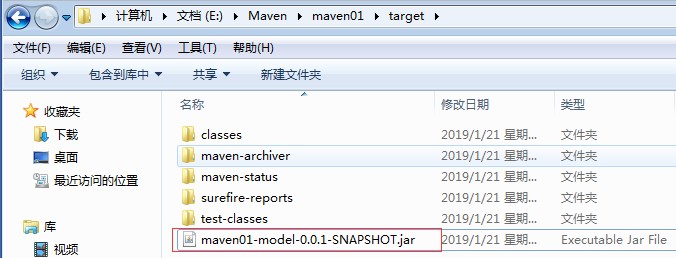 计算机 文档 (E:) Maven maven01 target
文件(F) 编辑(E) 查看(V) 工具(T) 帮助(H)
组织 包含到库中 共享 新建文件夹
收藏夹
下载
桌面
最近访问的位置
库
视频
名称 修改日期 类型
classes 2019/1/21 星期... 文件夹
maven-archiver 2019/1/21 星期... 文件夹
maven-status 2019/1/21 星期... 文件夹
surefire-reports 2019/1/21 星期... 文件夹
test-classes 2019/1/21 星期... 文件夹
maven01-model-0.0.1-SNAPSHOT.jar 2019/1/21 星期... Executable Jar File